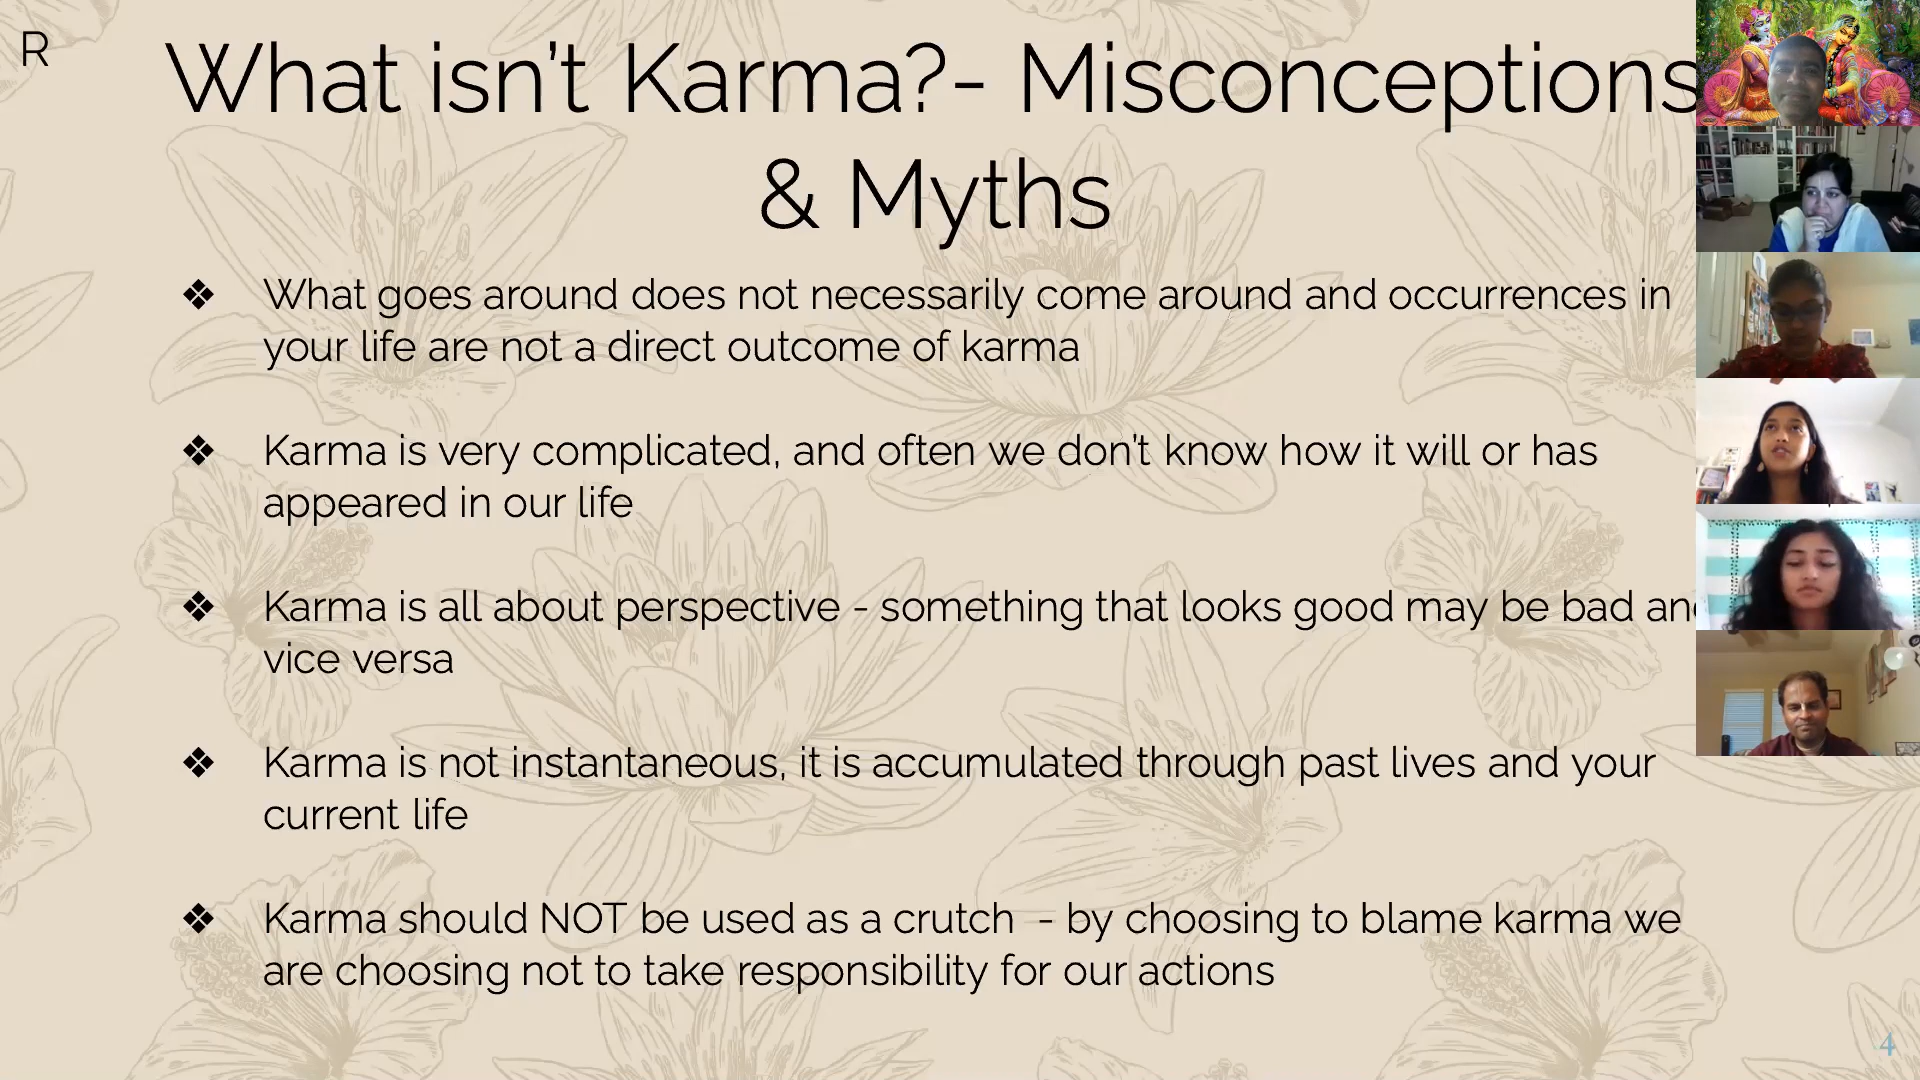 R
What isn't Karma?- Misconceptions
& Myths
❖ What goes around does not necessarily come around and occurrences in
your life are not a direct outcome of karma
❖ Karma is very complicated, and often we don't know how it will or has
appeared in our life
❖ Karma is all about perspective - something that looks good may be bad and
vice versa
❖ Karma is not instantaneous, it is accumulated through past lives and your
current life
❖ Karma should NOT be used as a crutch - by choosing to blame karma we
are choosing not to take responsibility for our actions
4